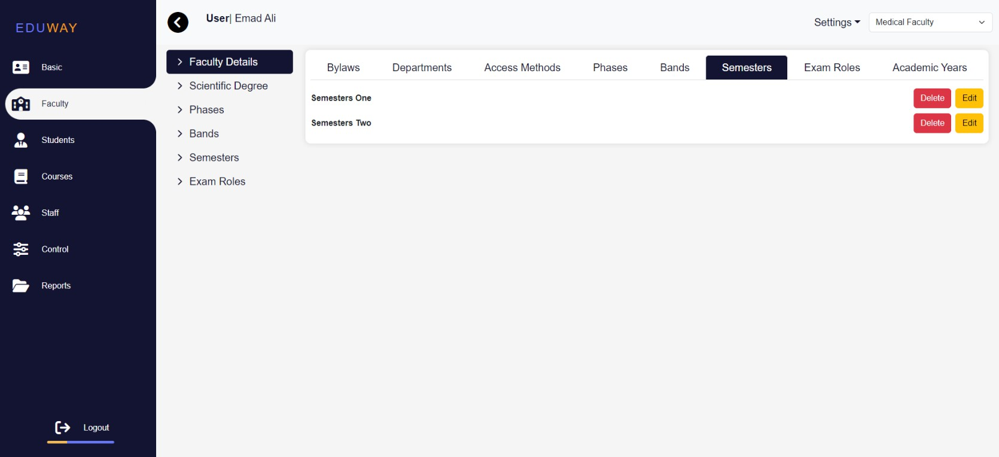 EDUWAY
Basic
Faculty
Students
Courses
Staff
Control
Reports
Logout
User| Emad Ali
Settings
Medical Faculty
Faculty Details
Scientific Degree
Phases
Bands
Semesters
Exam Roles
Bylaws Departments Access Methods Phases Bands Semesters Exam Roles Academic Years
Semesters One Delete Edit
Semesters Two Delete Edit